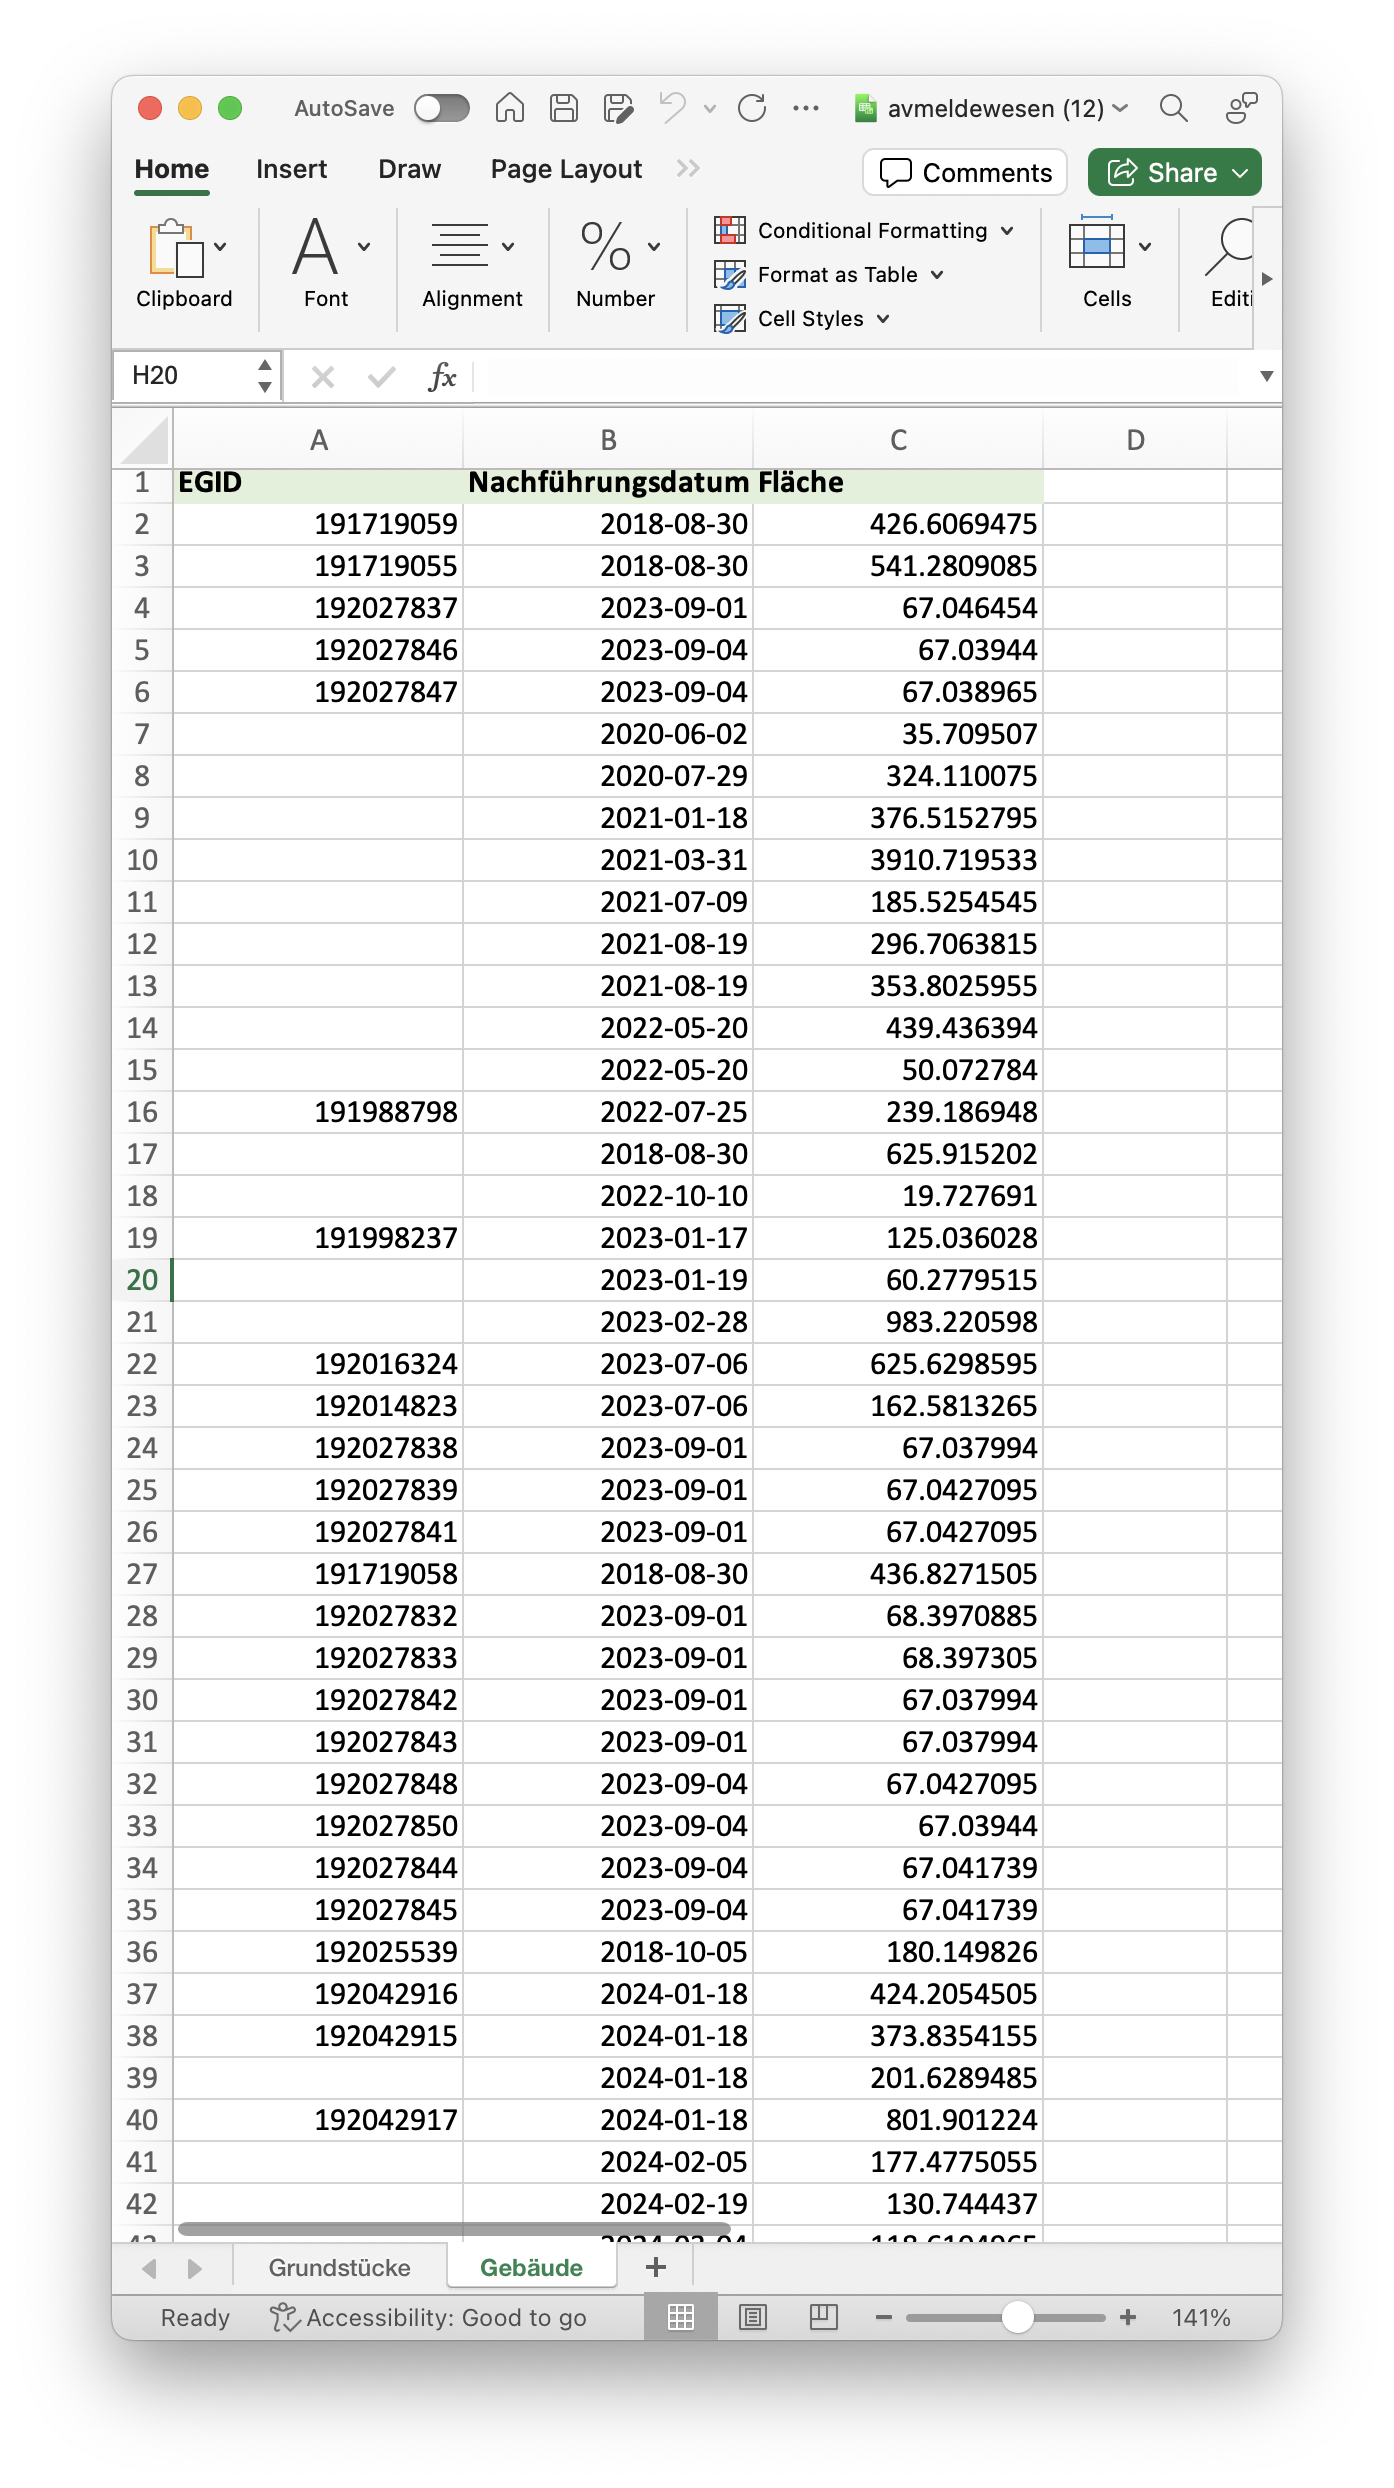 AutoSave avmeldewesen (12)
Home Insert Draw Page Layout Comments Share
Clipboard Font Alignment Number Conditional Formatting Format as Table Cell Styles Cells Editi
H20 fx
A B C D
1 EGID Nachführungsdatum Fläche
2 191719059 2018-08-30 426.6069475
3 191719055 2018-08-30 541.2809085
4 192027837 2023-09-01 67.046454
5 192027846 2023-09-04 67.03944
6 192027847 2023-09-04 67.038965
7 2020-06-02 35.709507
8 2020-07-29 324.110075
9 2021-01-18 376.5152795
10 2021-03-31 3910.719533
11 2021-07-09 185.5254545
12 2021-08-19 296.7063815
13 2021-08-19 353.8025955
14 2022-05-20 439.436394
15 2022-05-20 50.072784
16 191988798 2022-07-25 239.186948
17 2018-08-30 625.915202
18 2022-10-10 19.727691
19 191998237 2023-01-17 125.036028
20 2023-01-19 60.2779515
21 2023-02-28 983.220598
22 192016324 2023-07-06 625.6298595
23 192014823 2023-07-06 162.5813265
24 192027838 2023-09-01 67.037994
25 192027839 2023-09-01 67.0427095
26 192027841 2023-09-01 67.0427095
27 191719058 2018-08-30 436.8271505
28 192027832 2023-09-01 68.3970885
29 192027833 2023-09-01 68.397305
30 192027842 2023-09-01 67.037994
31 192027843 2023-09-01 67.037994
32 192027848 2023-09-04 67.0427095
33 192027850 2023-09-04 67.03944
34 192027844 2023-09-04 67.041739
35 192027845 2023-09-04 67.041739
36 192025539 2018-10-05 180.149826
37 192042916 2024-01-18 424.2054505
38 192042915 2024-01-18 373.8354155
39 2024-01-18 201.6289485
40 192042917 2024-01-18 801.901224
41 2024-02-05 177.4775055
42 2024-02-19 130.744437
Grundstücke Gebäude +
Ready Accessibility: Good to go 141%